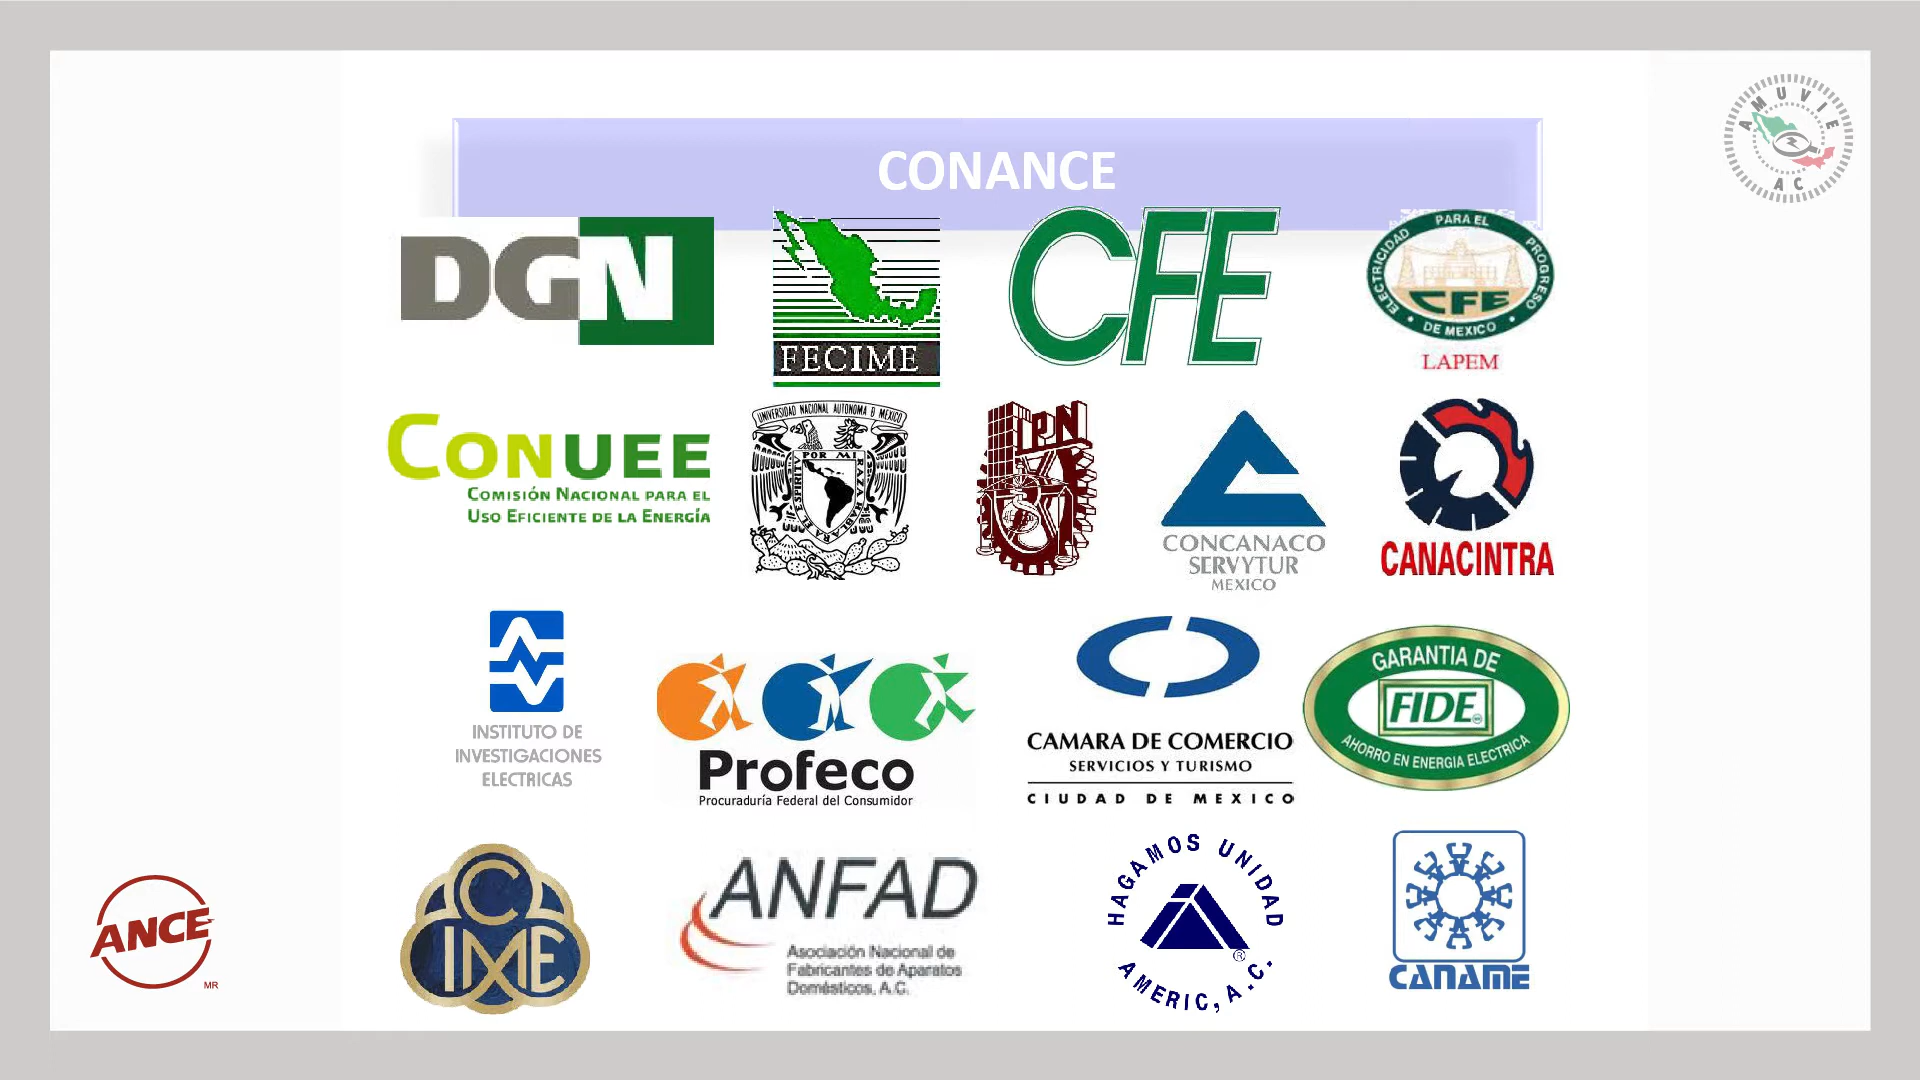 AMUVIE
AC
CONANCE
DGN
FECIME
CFE
ELECTRICIDAD PARA EL PROGRESO
CFE
DE MEXICO
LAPEM
CONUEE
COMISIÓN NACIONAL PARA EL
USO EFICIENTE DE LA ENERGÍA
UNIVERSIDAD NACIONAL AUTONOMA D MEXICO
POR MI RAZA HABLARA EL ESPIRITU
IPN
CONCANACO
SERVYTUR
MEXICO
CANACINTRA
INSTITUTO DE
INVESTIGACIONES
ELECTRICAS
Profeco
Procuraduría Federal del Consumidor
CAMARA DE COMERCIO
SERVICIOS Y TURISMO
CIUDAD DE MEXICO
GARANTIA DE
FIDE
AHORRO EN ENERGIA ELECTRICA
CIME
ANFAD
Asociación Nacional de
Fabricantes de Aparatos
Domésticos, A.C.
HAGAMOS UNIDAD
AMERIC, A.C.
®
CANAME
ANCE
MR